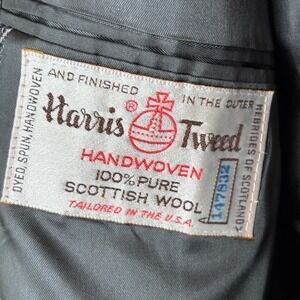 DYED, SPUN, HANDWOVEN
AND FINISHED
IN THE OUTER
HEBRIDES OF SCOTLAND
Harris ® Tweed
HANDWOVEN
100% PURE
SCOTTISH WOOL
TAILORED IN THE U.S.A.